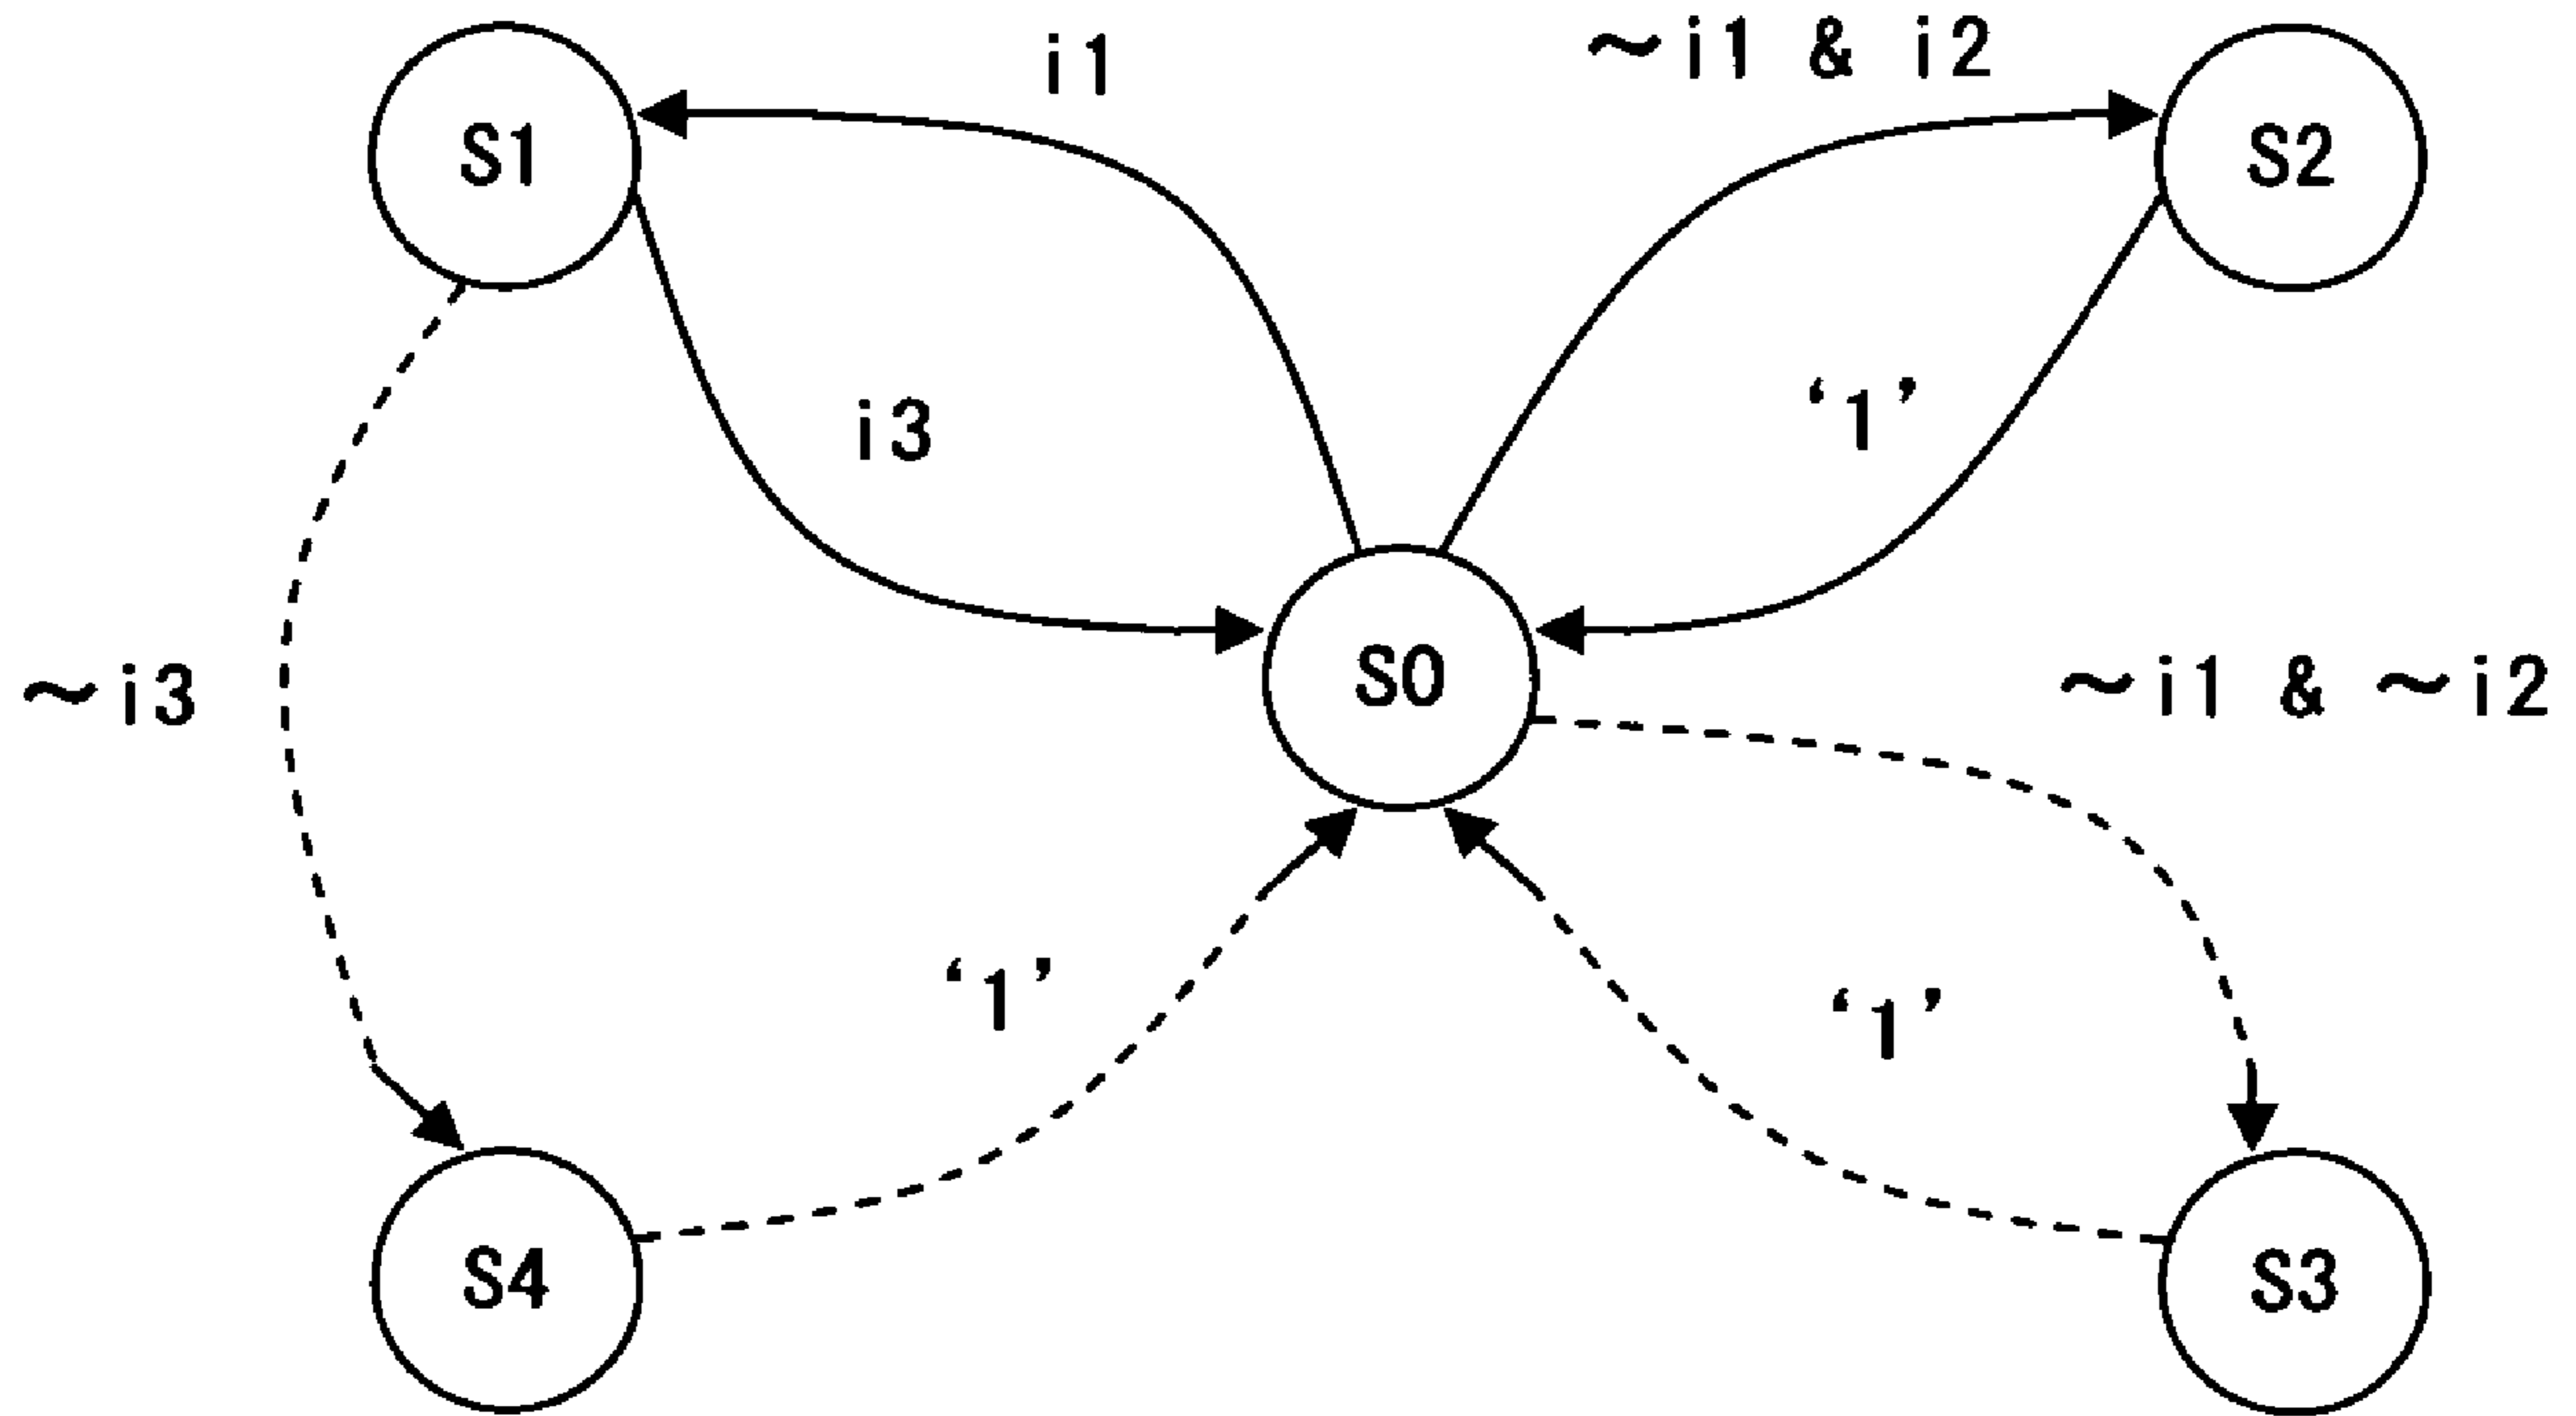 i1
～i1 & i2
S1
S2
i3
‘1’
S0
～i3
～i1 & ～i2
‘1’
‘1’
S4
S3